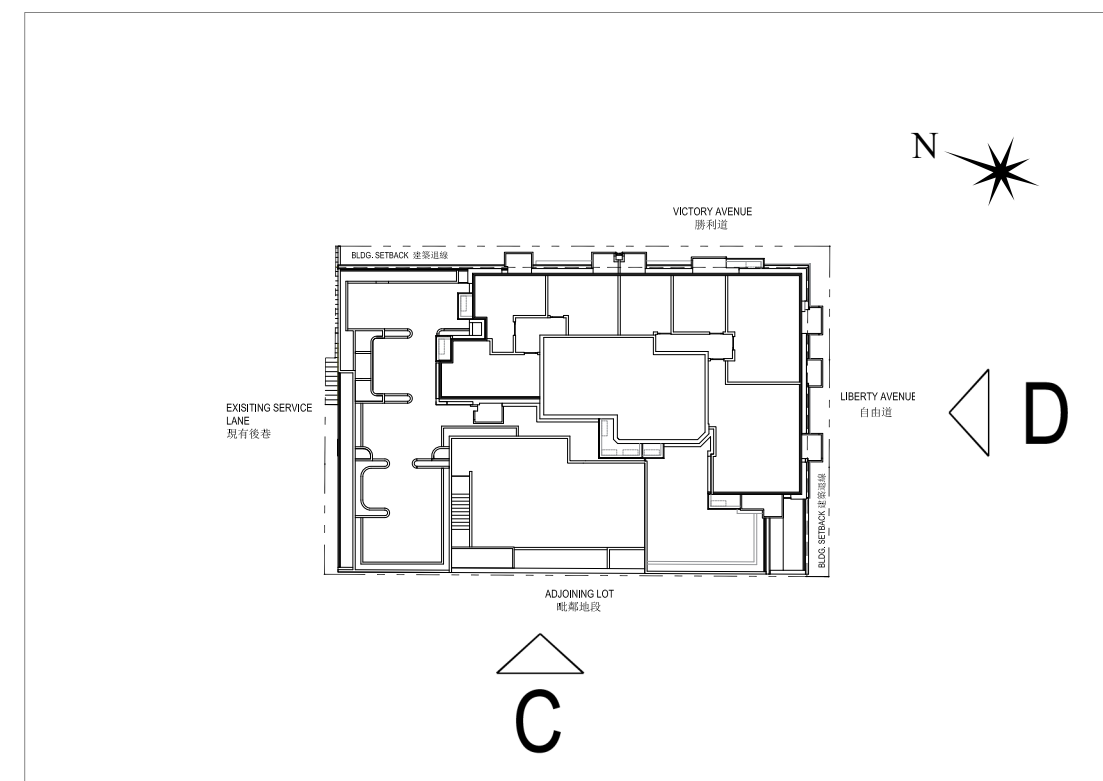 N
VICTORY AVENUE
勝利道
BLDG. SETBACK 建築退線
EXISITING SERVICE
LANE
現有後巷
LIBERTY AVENUE
自由道
D
BLDG. SETBACK 建築退線
ADJOINING LOT
毗鄰地段
C